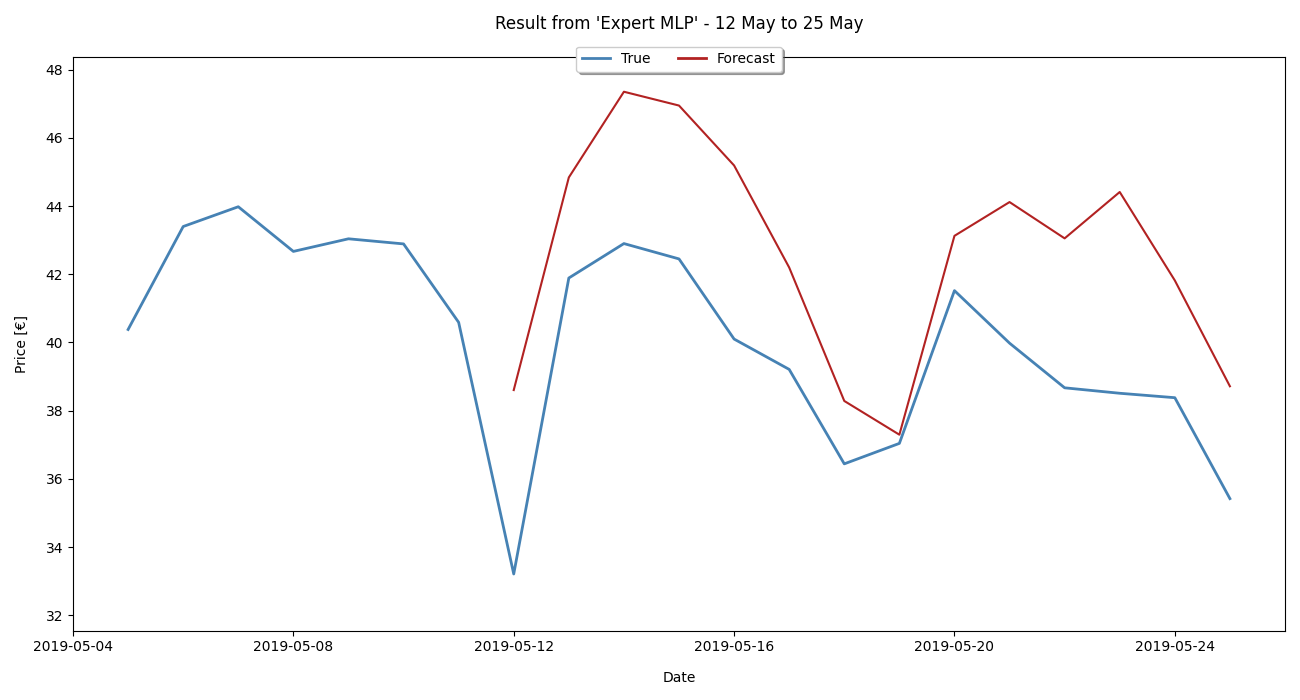 Result from 'Expert MLP' - 12 May to 25 May
True Forecast
48
46
44
42
40
38
36
34
32
Price [€]
2019-05-04 2019-05-08 2019-05-12 2019-05-16 2019-05-20 2019-05-24
Date